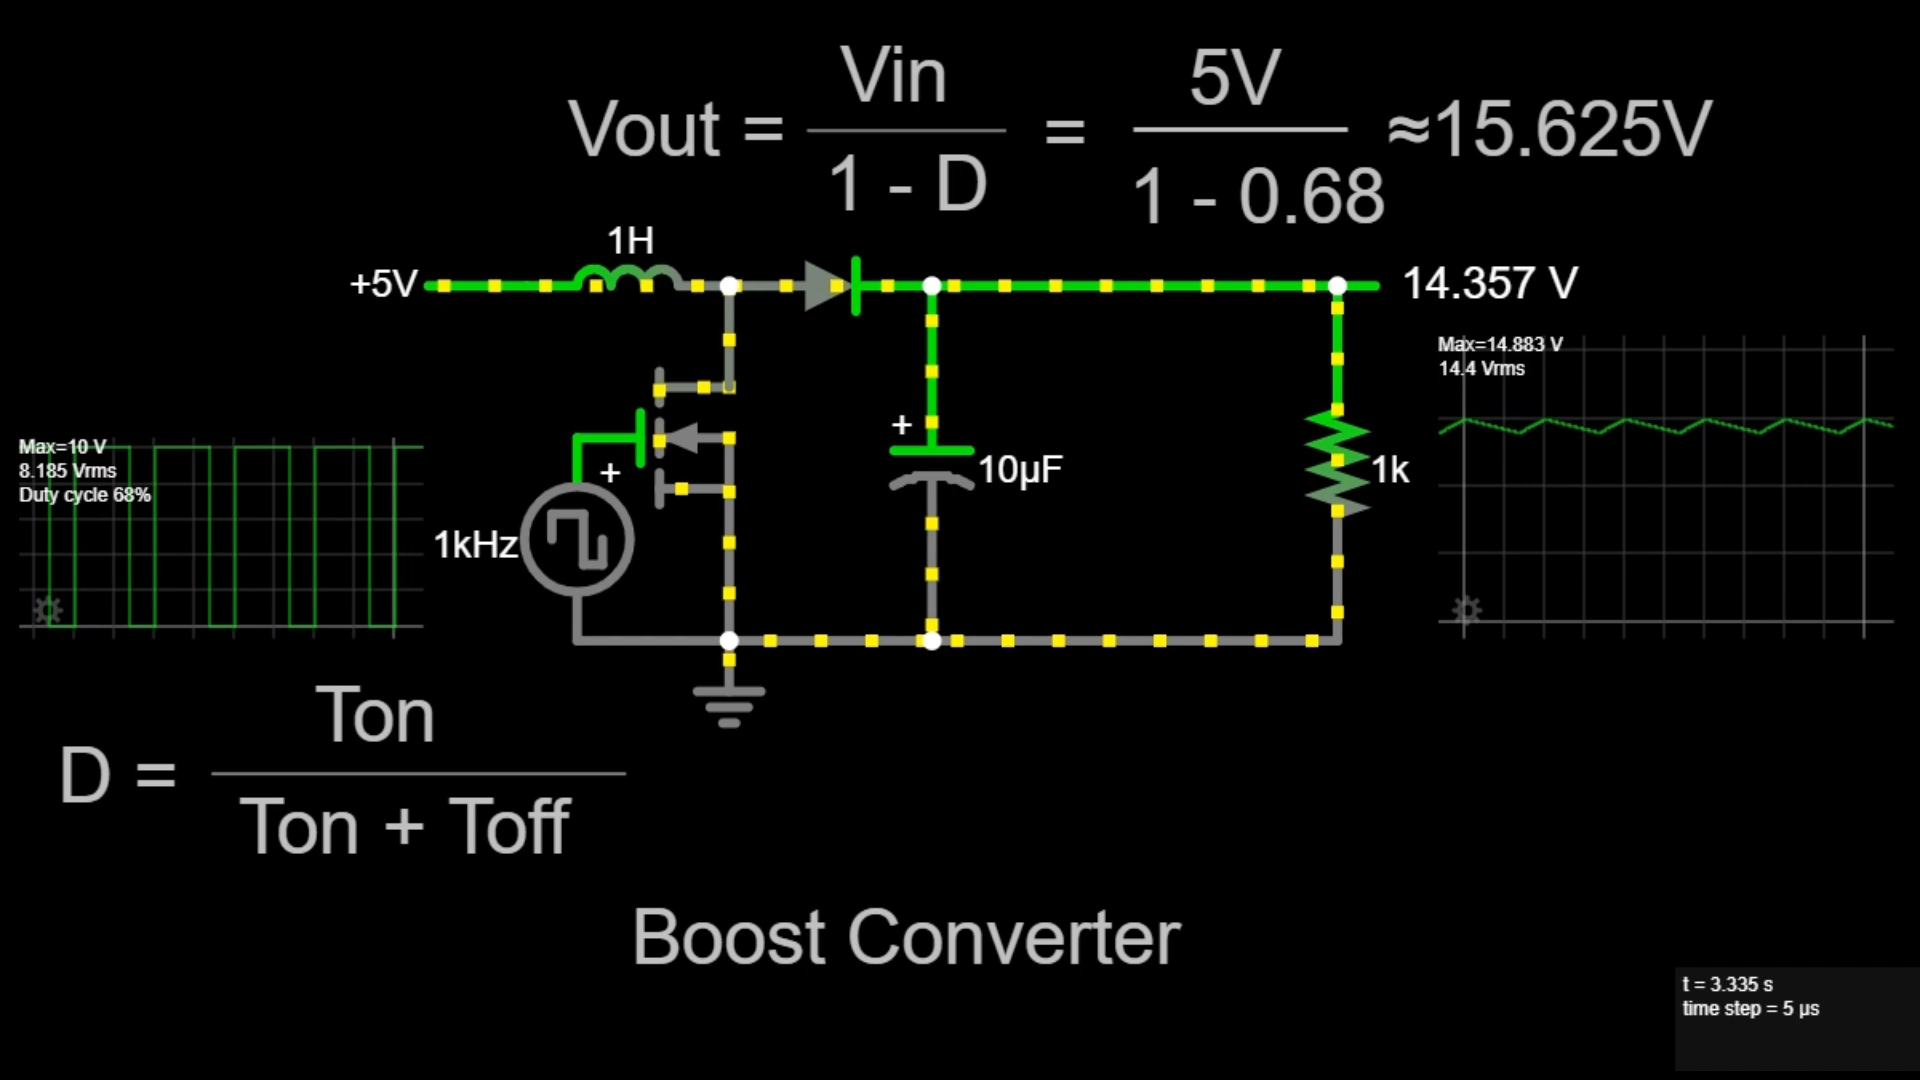 Vout = Vin / 1 - D = 5V / 1 - 0.68 ≈15.625V
1H
+5V
14.357 V
Max=14.883 V
14.4 Vrms
Max=10 V
8.185 Vrms
Duty cycle 68%
+
+
10µF
1k
1kHz
D = Ton / Ton + Toff
Boost Converter
t = 3.335 s
time step = 5 µs